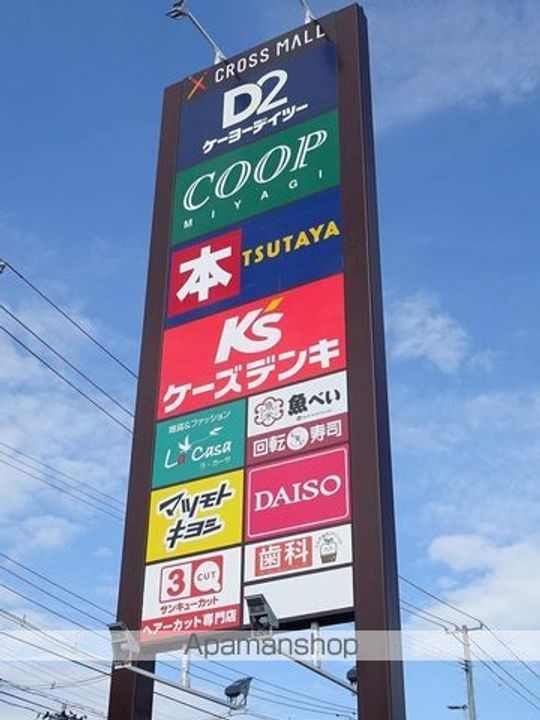 CROSS MALL
D2
ケーヨーデイツー
COOP
MIYAGI
本 TSUTAYA
K's
ケーズデンキ
雑貨&ファッション
La Casa
ラ・カーサ
魚べい
回転寿司
マツモト
キヨシ
DAISO
3Q CUT
サンキューカット
ヘアーカット専門店
歯科
Apamanshop